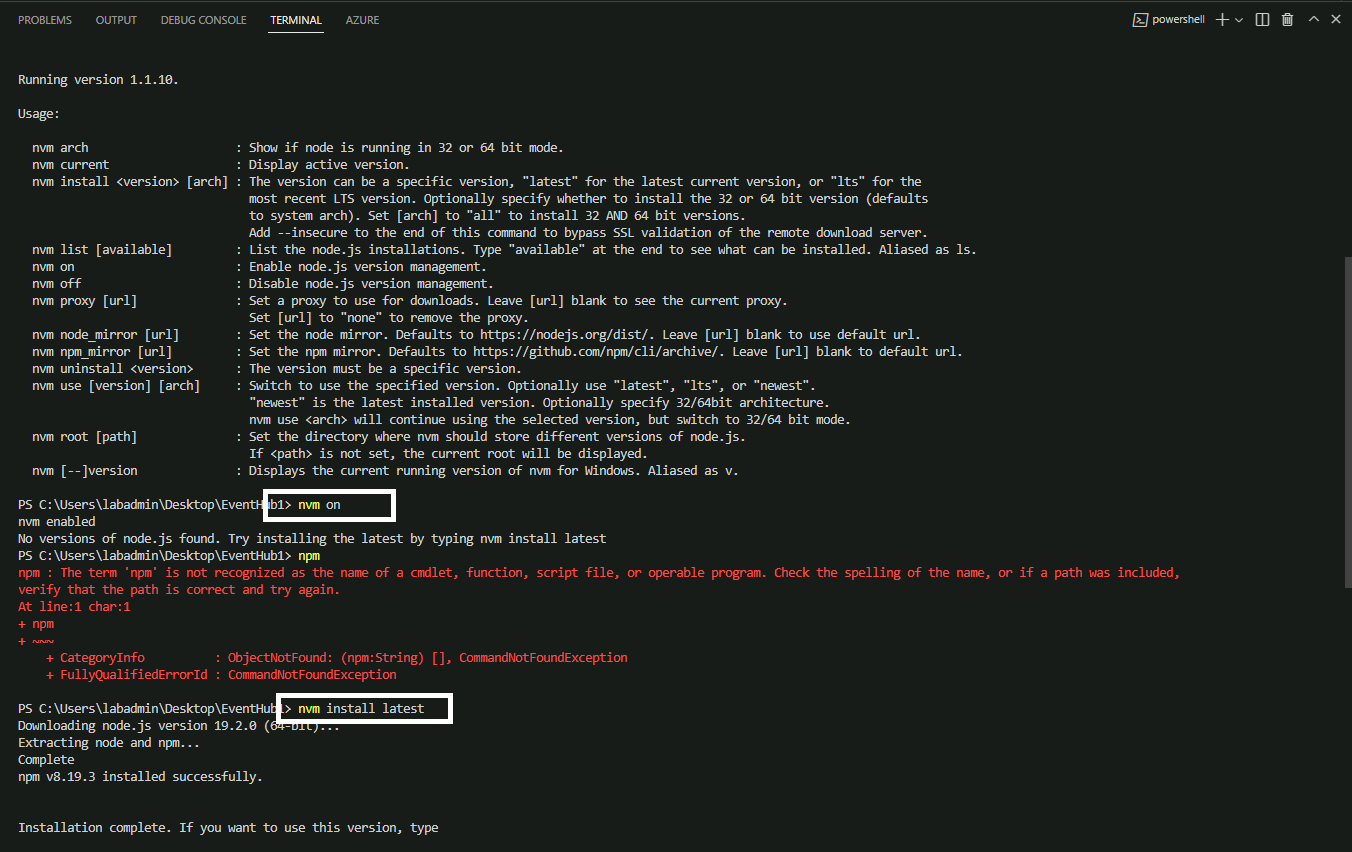 PROBLEMS OUTPUT DEBUG CONSOLE TERMINAL AZURE powershell
Running version 1.1.10.
Usage:
nvm arch : Show if node is running in 32 or 64 bit mode.
nvm current : Display active version.
nvm install <version> [arch] : The version can be a specific version, "latest" for the latest current version, or "lts" for the
most recent LTS version. Optionally specify whether to install the 32 or 64 bit version (defaults
to system arch). Set [arch] to "all" to install 32 AND 64 bit versions.
Add --insecure to the end of this command to bypass SSL validation of the remote download server.
nvm list [available] : List the node.js installations. Type "available" at the end to see what can be installed. Aliased as ls.
nvm on : Enable node.js version management.
nvm off : Disable node.js version management.
nvm proxy [url] : Set a proxy to use for downloads. Leave [url] blank to see the current proxy.
Set [url] to "none" to remove the proxy.
nvm node_mirror [url] : Set the node mirror. Defaults to https://nodejs.org/dist/. Leave [url] blank to use default url.
nvm npm_mirror [url] : Set the npm mirror. Defaults to https://github.com/npm/cli/archive/. Leave [url] blank to default url.
nvm uninstall <version> : The version must be a specific version.
nvm use [version] [arch] : Switch to use the specified version. Optionally use "latest", "lts", or "newest".
"newest" is the latest installed version. Optionally specify 32/64bit architecture.
nvm use <arch> will continue using the selected version, but switch to 32/64 bit mode.
nvm root [path] : Set the directory where nvm should store different versions of node.js.
If <path> is not set, the current root will be displayed.
nvm [--]version : Displays the current running version of nvm for Windows. Aliased as v.
PS C:\Users\labadmin\Desktop\EventHub1> nvm on
nvm enabled
No versions of node.js found. Try installing the latest by typing nvm install latest
PS C:\Users\labadmin\Desktop\EventHub1> npm
npm : The term 'npm' is not recognized as the name of a cmdlet, function, script file, or operable program. Check the spelling of the name, or if a path was included,
verify that the path is correct and try again.
At line:1 char:1
+ npm
+ ~~~
+ CategoryInfo : ObjectNotFound: (npm:String) [], CommandNotFoundException
+ FullyQualifiedErrorId : CommandNotFoundException
PS C:\Users\labadmin\Desktop\EventHub1> nvm install latest
Downloading node.js version 19.2.0 (64-bit)...
Extracting node and npm...
Complete
npm v8.19.3 installed successfully.
Installation complete. If you want to use this version, type